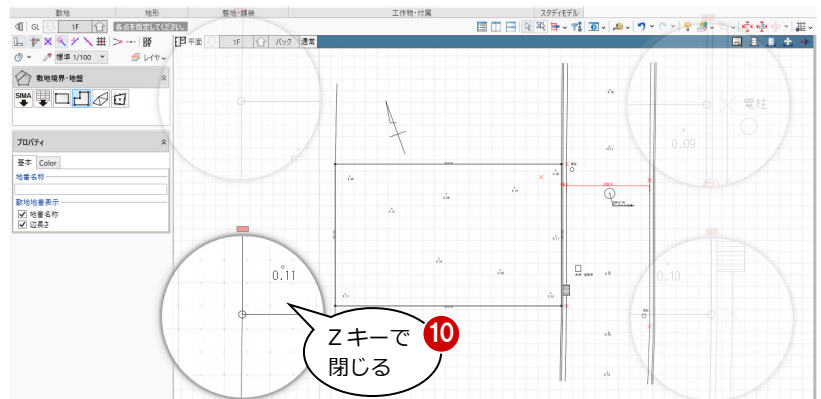 敷地 地形 整地・舗装 工作物・付属 スタディモデル
GL 1F 各点を指定してください。
標準 1/100 レイヤ
平面 1F バック 通常
敷地境界・地盤
SIMA
プロパティ
基本 Color
地番名称
敷地地番表示
地番名称
辺長さ
電柱
0.09
0.11
0.13
Zキーで
閉じる
10